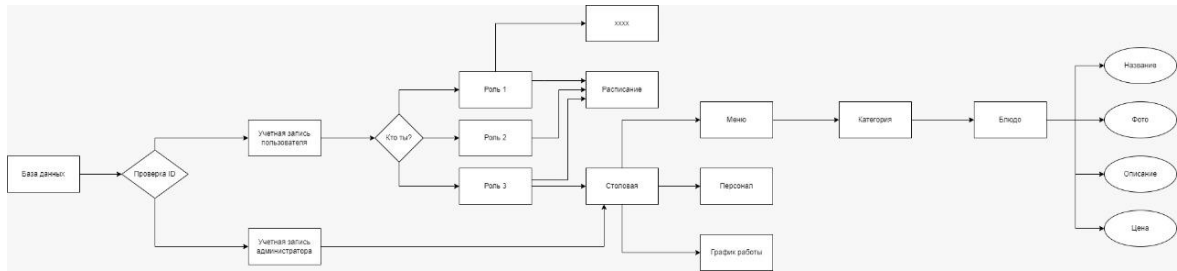 xxxx
Название
Роль 1
Расписание
Учетная запись
пользователя
Кто ты?
Роль 2
Меню
Категория
Блюдо
Фото
База данных
Проверка ID
Роль 3
Столовая
Персонал
Описание
Учетная запись
администратора
График работы
Цена